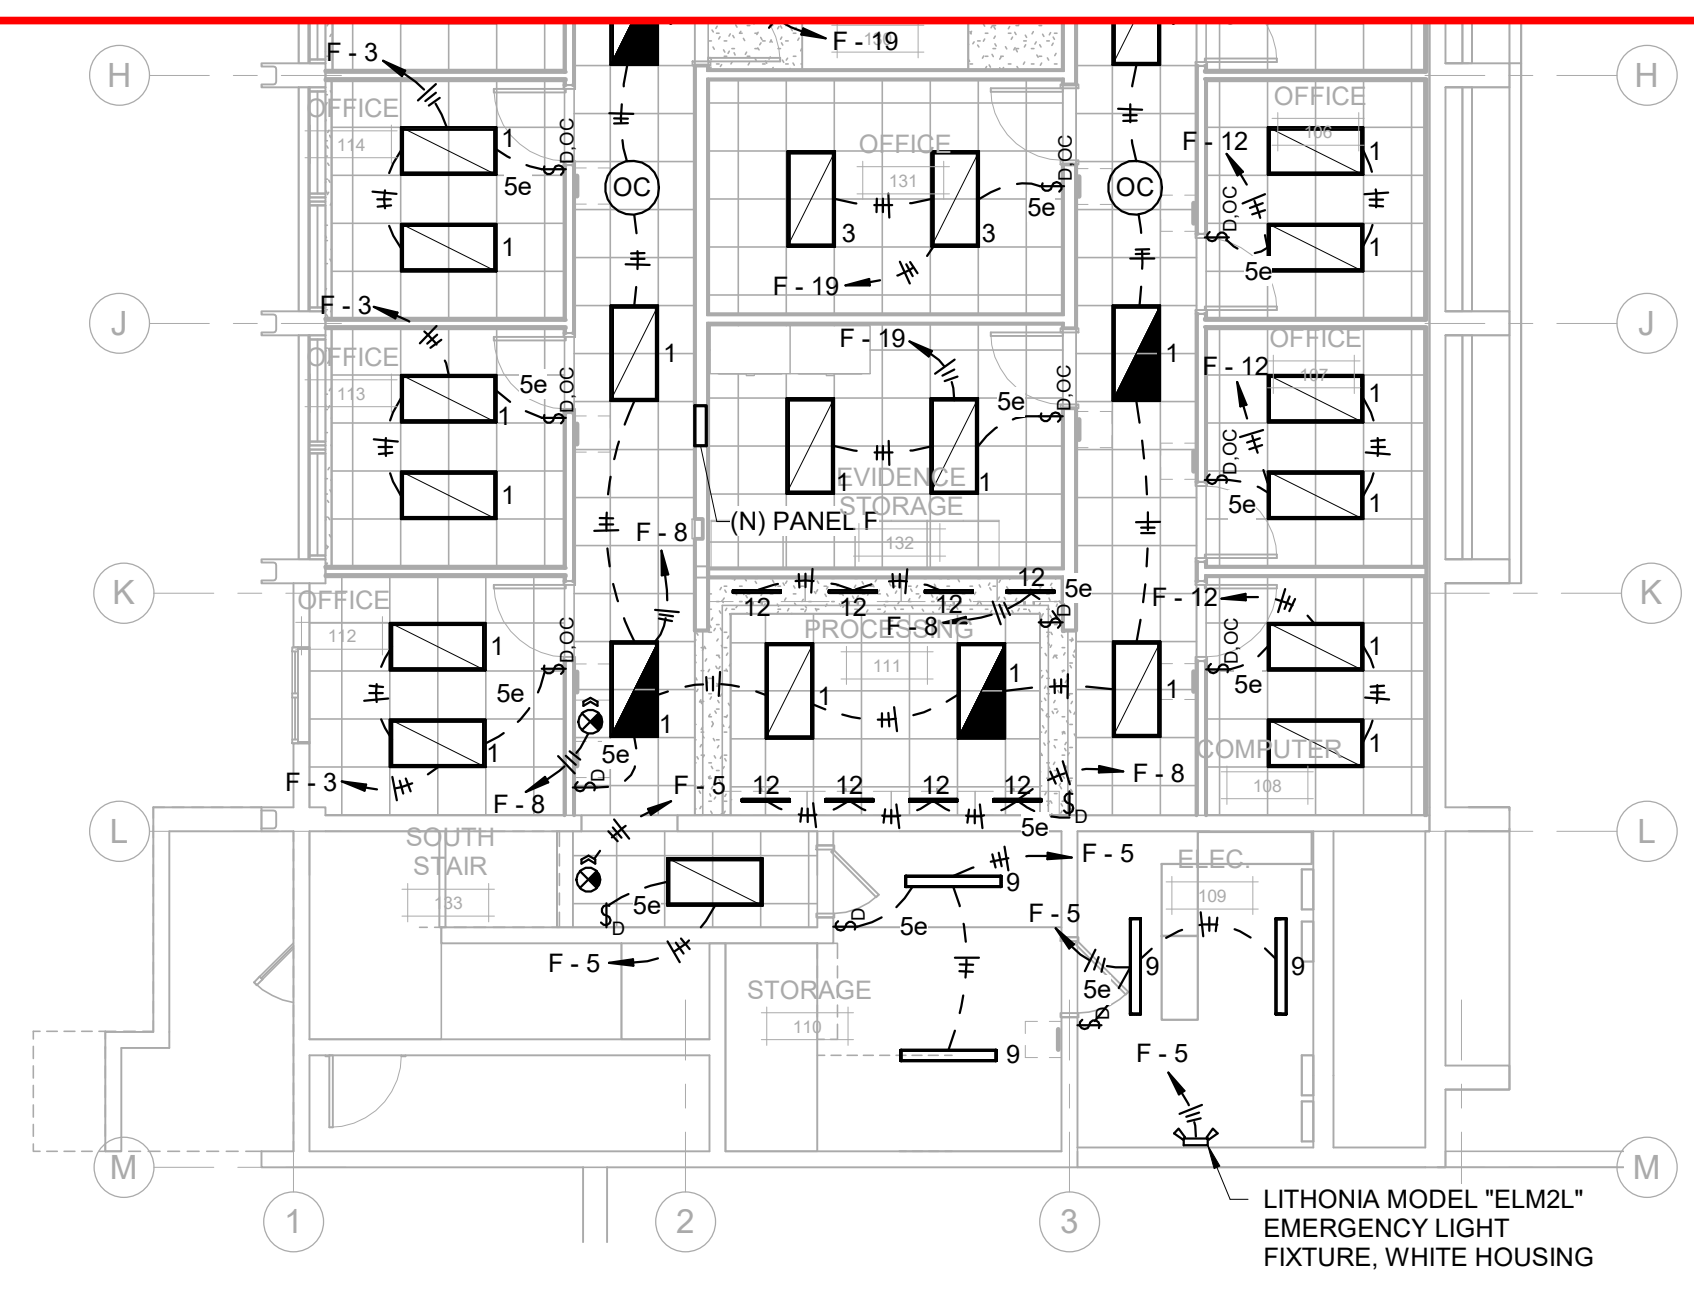 F - 3
F - 19
130
H
H
OFFICE
114
1
5e
$D,OC
1
OC
OFFICE
131
3
3
5e
$D,OC
F - 19
OC
OFFICE
106
F - 12
1
$D,OC
5e
1
J
J
F - 3
OFFICE
113
5e
1
$D,OC
1
1
F - 19
5e
$D,OC
1
1
EVIDENCE
STORAGE
132
(N) PANEL F
1
OFFICE
107
F - 12
1
$D,OC
5e
1
K
K
F - 8
OFFICE
112
1
$D,OC
5e
1
F - 3
12
12
12
12
5e
$D
F - 8
PROCESSING
111
1
1
1
1
F - 12
1
$D,OC
5e
1
COMPUTER
108
5e
$D
F - 8
F - 5
12
12
12
12
F - 8
$D
5e
L
L
SOUTH
STAIR
133
$D
5e
F - 5
9
F - 5
$D
5e
ELEC.
109
F - 5
9
9
5e
$D
STORAGE
110
9
F - 5
M
M
1
2
3
LITHONIA MODEL "ELM2L"
EMERGENCY LIGHT
FIXTURE, WHITE HOUSING